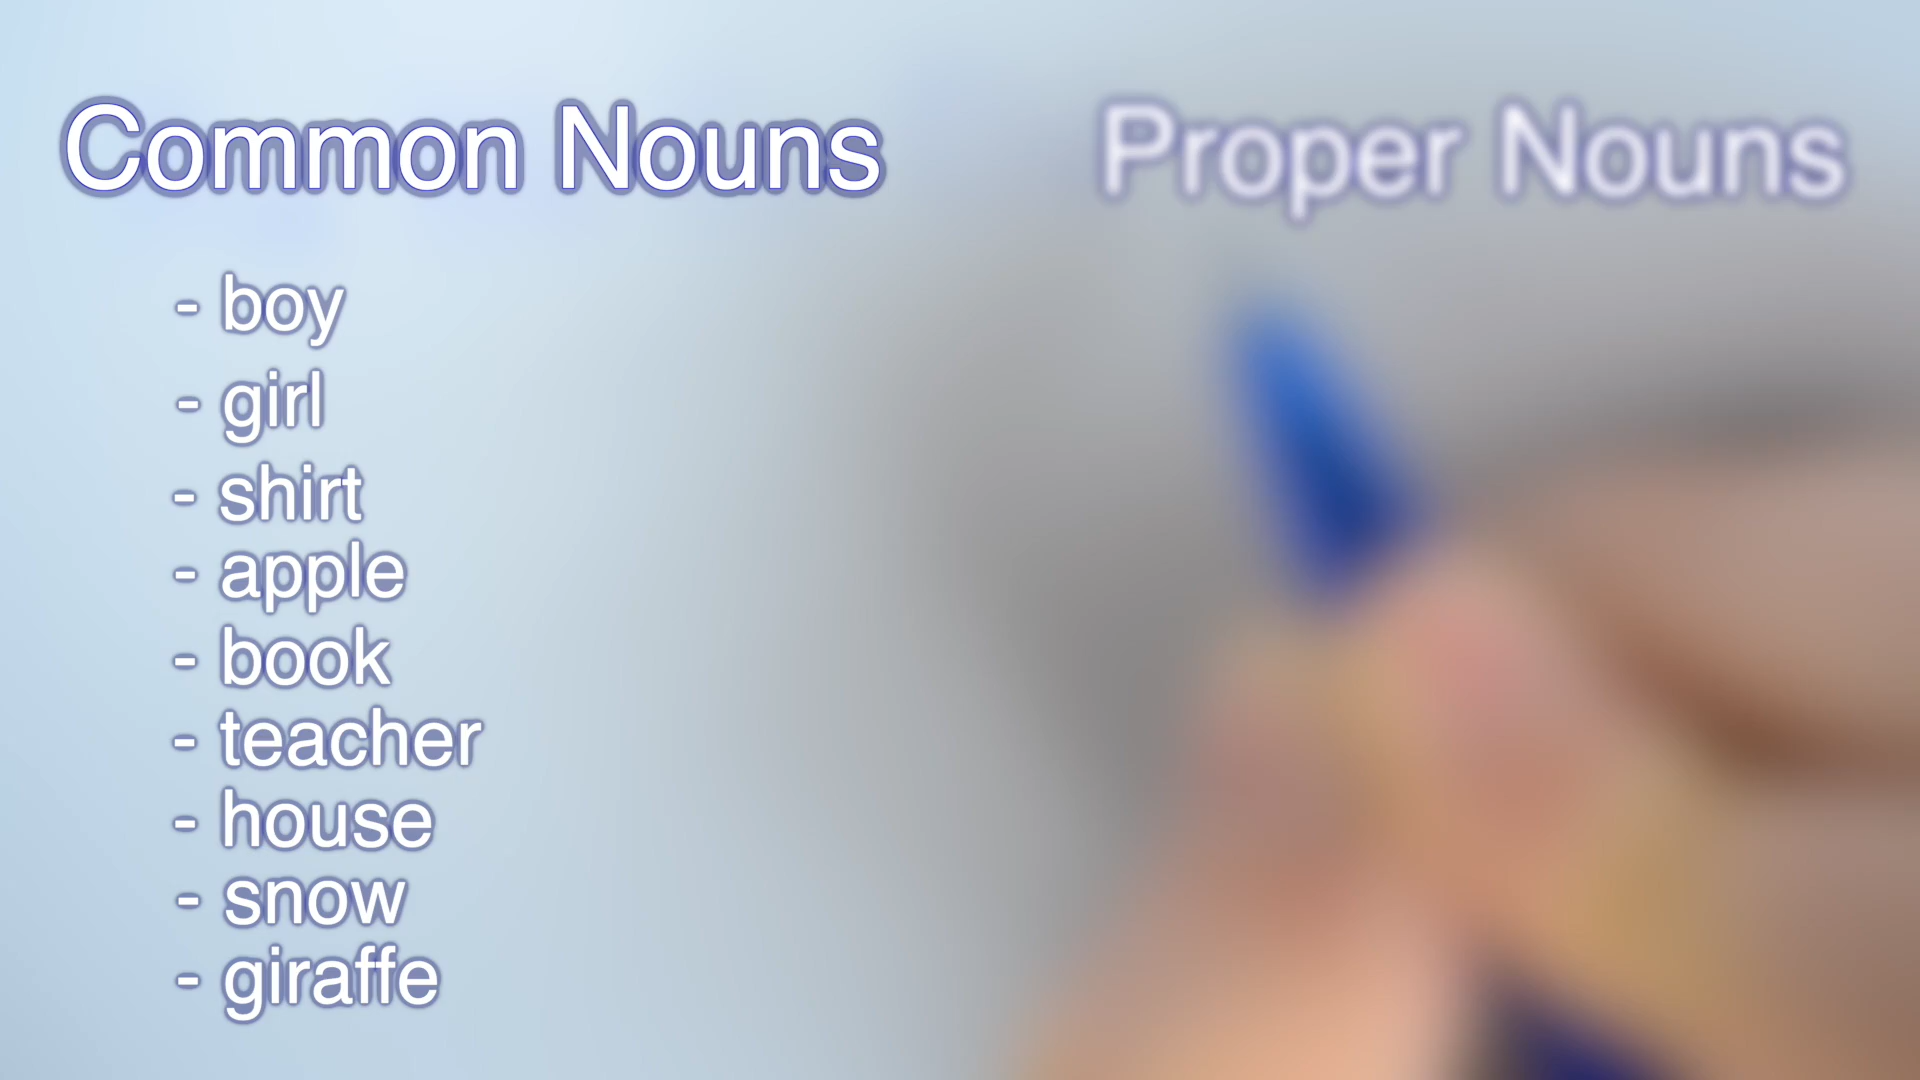 Common Nouns
Proper Nouns
- boy
- girl
- shirt
- apple
- book
- teacher
- house
- snow
- giraffe